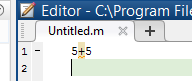 Editor - C:\Program File
Untitled.m
1 - 5+5
2